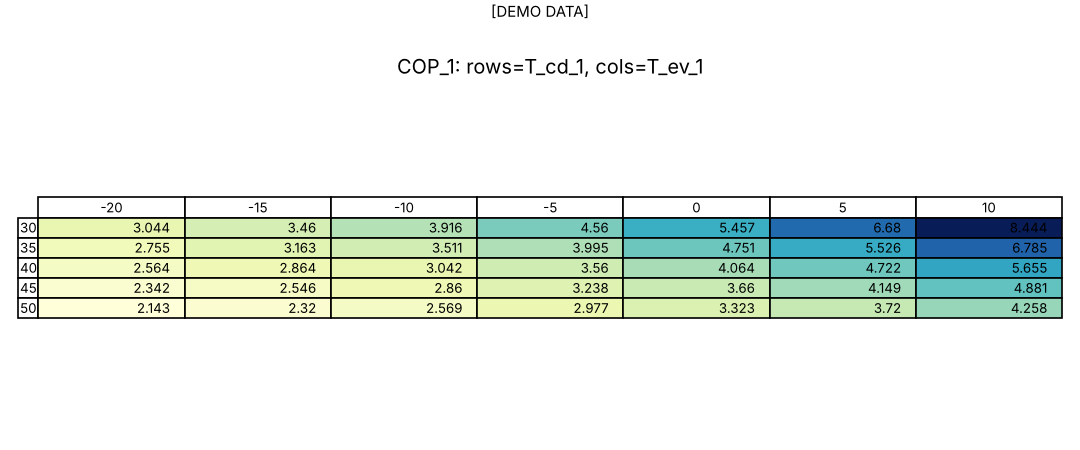 [DEMO DATA]
COP_1: rows=T_cd_1, cols=T_ev_1
-20 -15 -10 -5 0 5 10
30 3.044 3.46 3.916 4.56 5.457 6.68 8.444
35 2.755 3.163 3.511 3.995 4.751 5.526 6.785
40 2.564 2.864 3.042 3.56 4.064 4.722 5.655
45 2.342 2.546 2.86 3.238 3.66 4.149 4.881
50 2.143 2.32 2.569 2.977 3.323 3.72 4.258